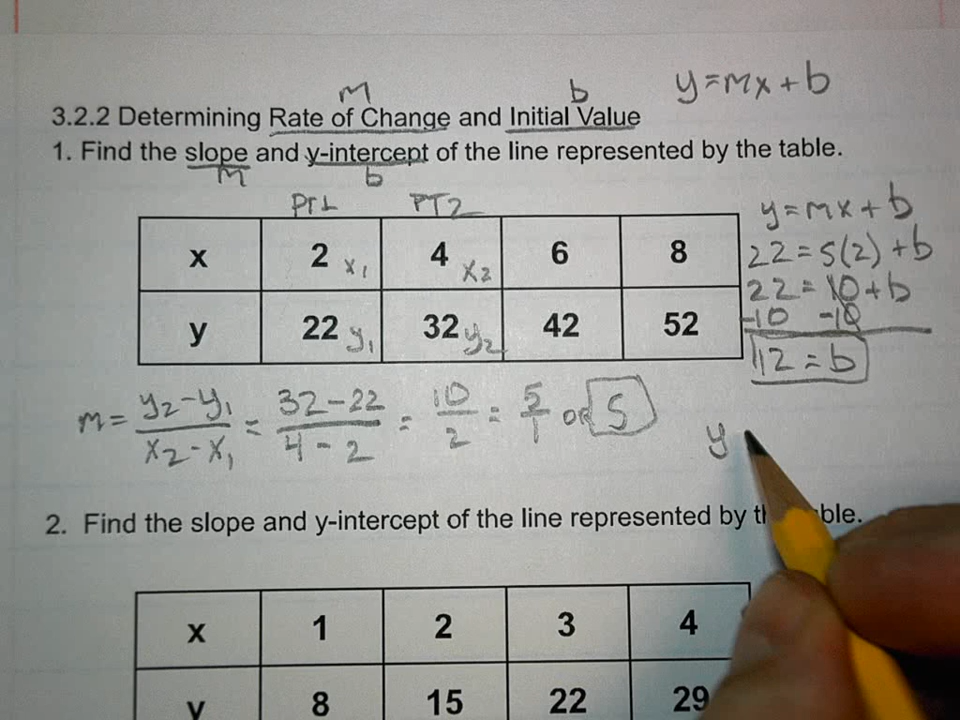 m b y=mx+b
3.2.2 Determining Rate of Change and Initial Value
1. Find the slope and y-intercept of the line represented by the table.
m b
PT1 PT2
x 2 x₁ 4 x₂ 6 8
y 22 y₁ 32 y₂ 42 52
y=mx+b
22=5(2)+b
22=10+b
-10 -10
12=b
m = y₂-y₁ / x₂-x₁ = 32-22 / 4-2 = 10/2 = 5/1 or 5
y
2. Find the slope and y-intercept of the line represented by
x 1 2 3 4
y 8 15 22 29